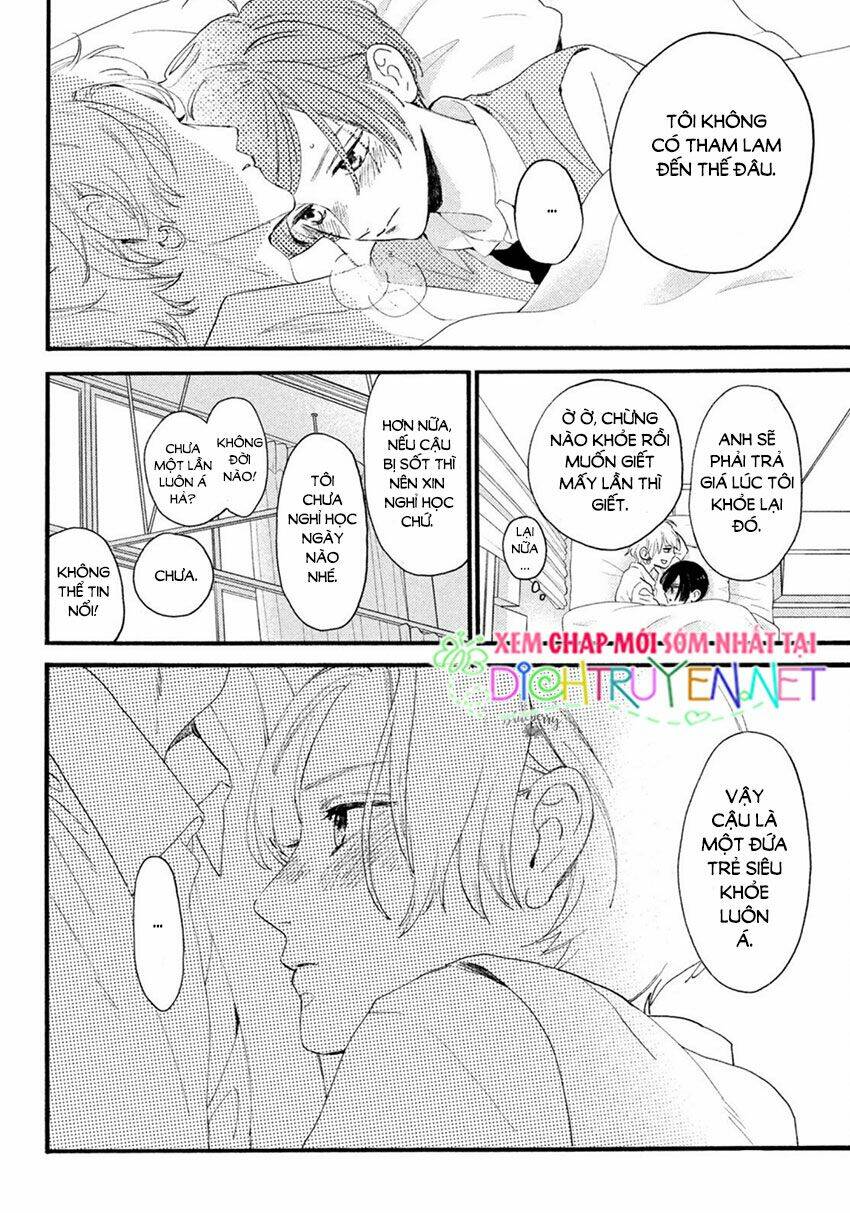 TÔI KHÔNG
CÓ THAM LAM
ĐẾN THẾ ĐÂU.
...
ANH SẼ
PHẢI TRẢ
GIÁ LÚC TÔI
KHỎE LẠI
ĐÓ.
Ờ Ờ, CHỪNG
NÀO KHỎE RỒI
MUỐN GIẾT
MẤY LẦN THÌ
GIẾT.
LẠI
NỮA
...
HƠN NỮA,
NẾU CẬU
BỊ SỐT THÌ
NÊN XIN
NGHỈ HỌC
CHỨ.
TÔI
CHƯA
NGHỈ HỌC
NGÀY
NÀO
NHÉ.
KHÔNG
ĐỜI
NÀO!
CHƯA
MỘT LẦN
LUÔN Á
HẢ?
CHƯA.
KHÔNG
THỂ TIN
NỔI!
XEM CHAP MỚI SỚM NHẤT TẠI
DICHTRUYEN.NET
VẬY
CẬU LÀ
MỘT ĐỨA
TRẺ SIÊU
KHỎE
LUÔN
Á.
...